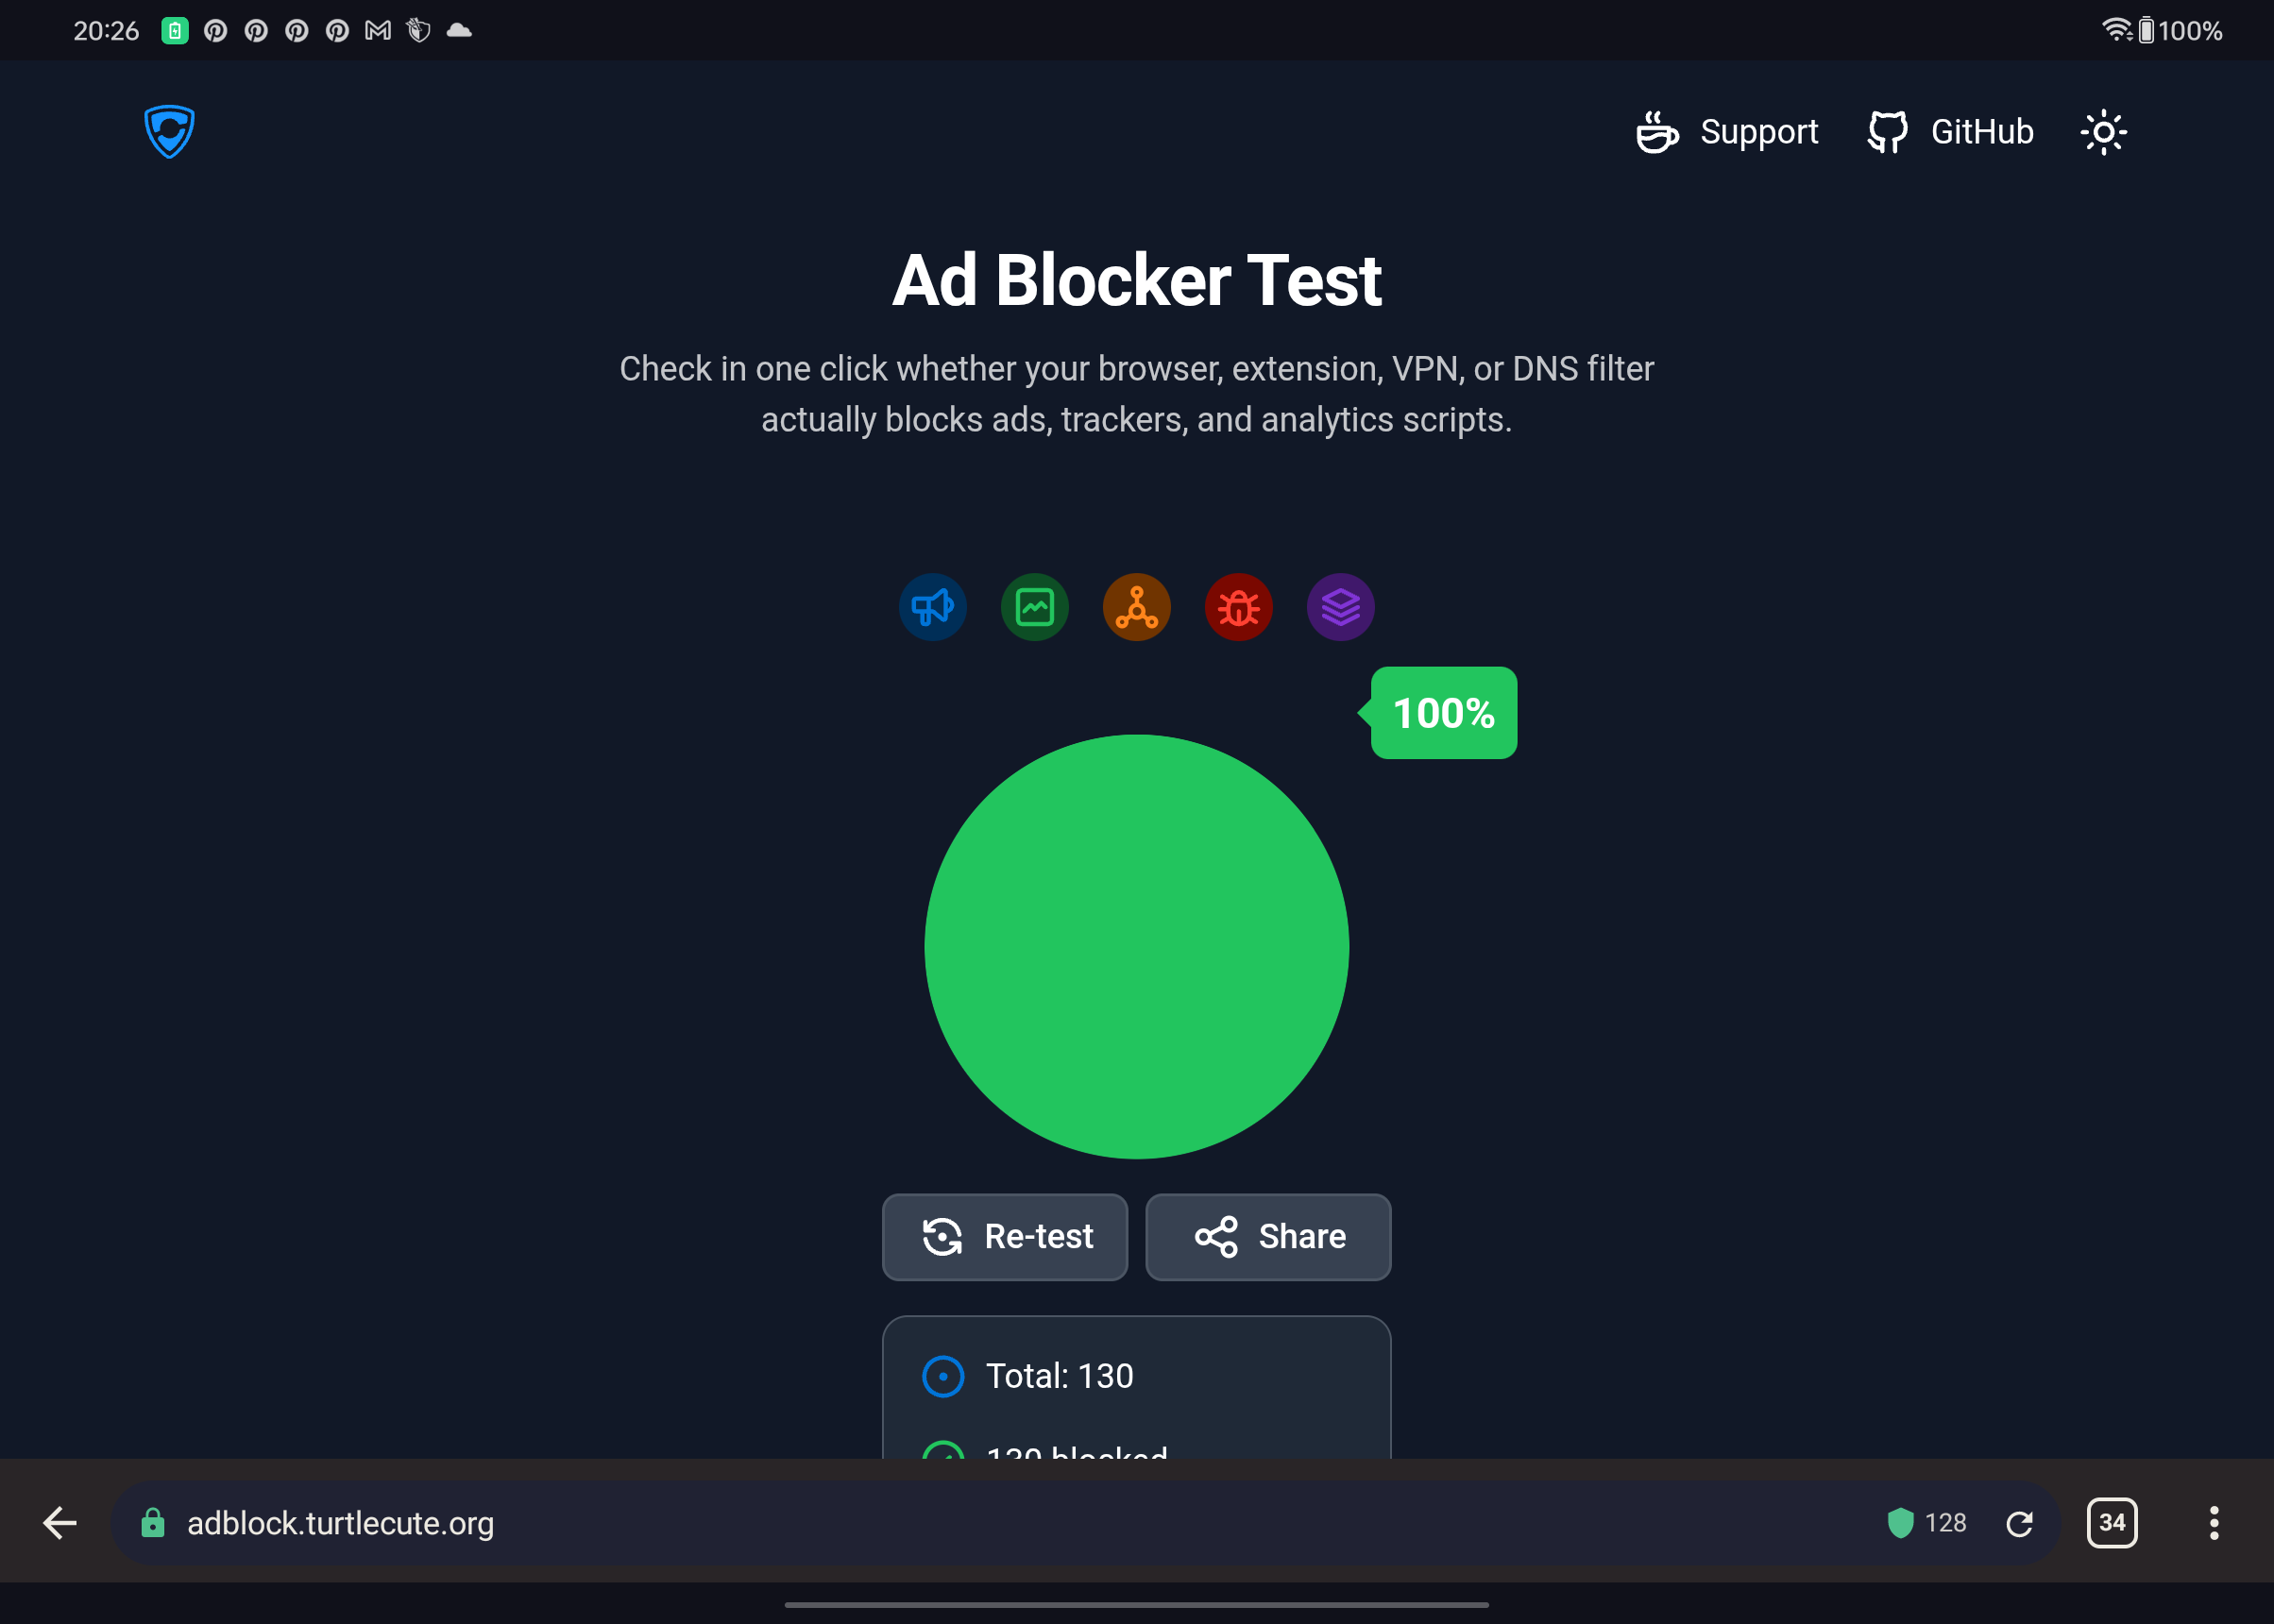 20:26
100%
Support
GitHub
Ad Blocker Test
Check in one click whether your browser, extension, VPN, or DNS filter
actually blocks ads, trackers, and analytics scripts.
100%
Re-test
Share
Total: 130
130 blocked
adblock.turtlecute.org
128
34